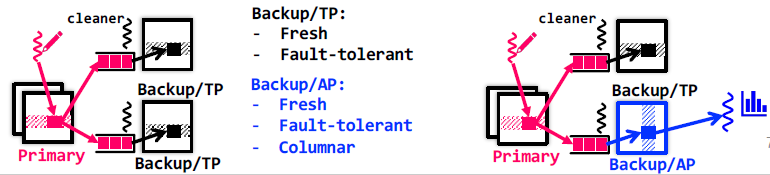 cleaner
Backup/TP
Primary
Backup/TP
Backup/TP:
- Fresh
- Fault-tolerant
Backup/AP:
- Fresh
- Fault-tolerant
- Columnar
cleaner
Backup/TP
Primary
Backup/AP